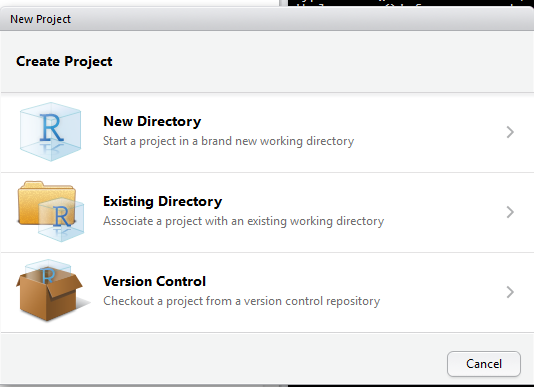 New Project
Create Project
R
New Directory
Start a project in a brand new working directory
R
Existing Directory
Associate a project with an existing working directory
R
Version Control
Checkout a project from a version control repository
Cancel